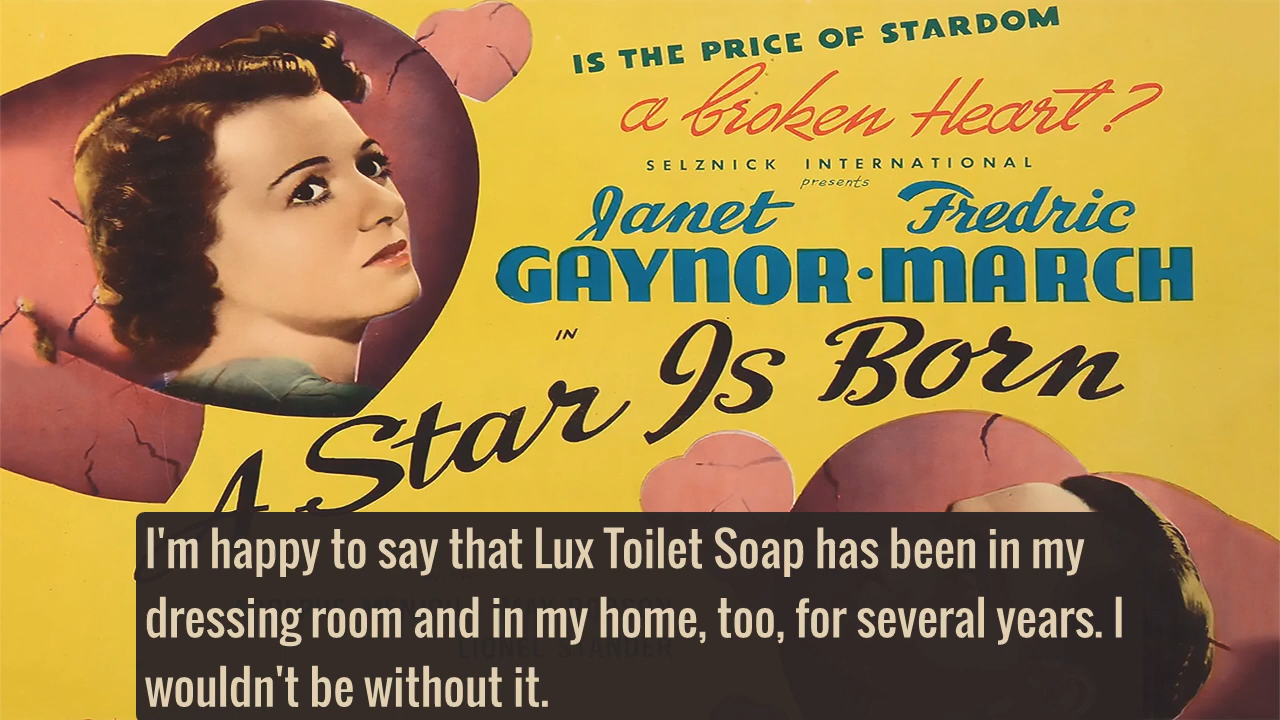 IS THE PRICE OF STARDOM
a broken Heart?
SELZNICK INTERNATIONAL
presents
Janet Fredric
GAYNOR · MARCH
IN
A Star Is Born
LIONEL STANDER
I'm happy to say that Lux Toilet Soap has been in my
dressing room and in my home, too, for several years. I
wouldn't be without it.